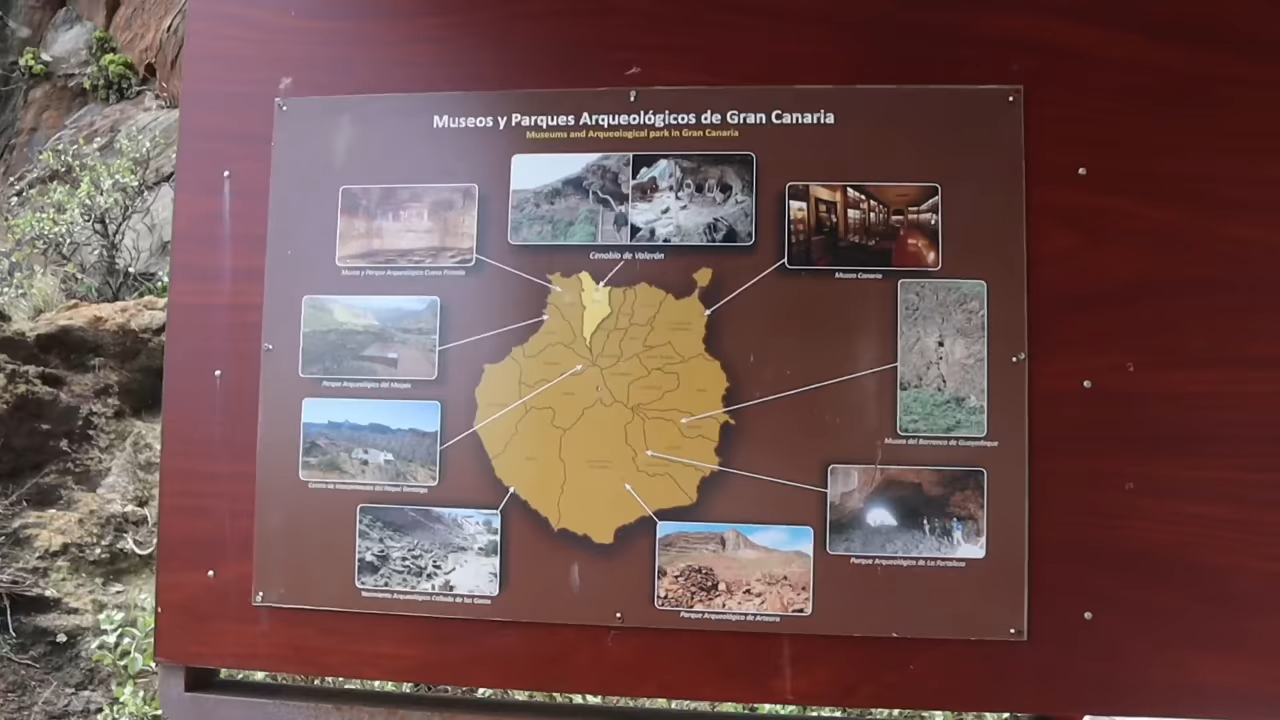 Museos y Parques Arqueológicos de Gran Canaria
Museums and Arqueological park in Gran Canaria
Cenobio de Valerón
Museo y Parque Arqueológico Cueva Pintada
Museo Canario
Parque Arqueológico del Maipés
Museo del Barranco de Guayadeque
Centro de Interpretación del Roque Bentayga
Parque Arqueológico de La Fortaleza
Yacimiento Arqueológico Cañada de los Gatos
Parque Arqueológico de Arteara